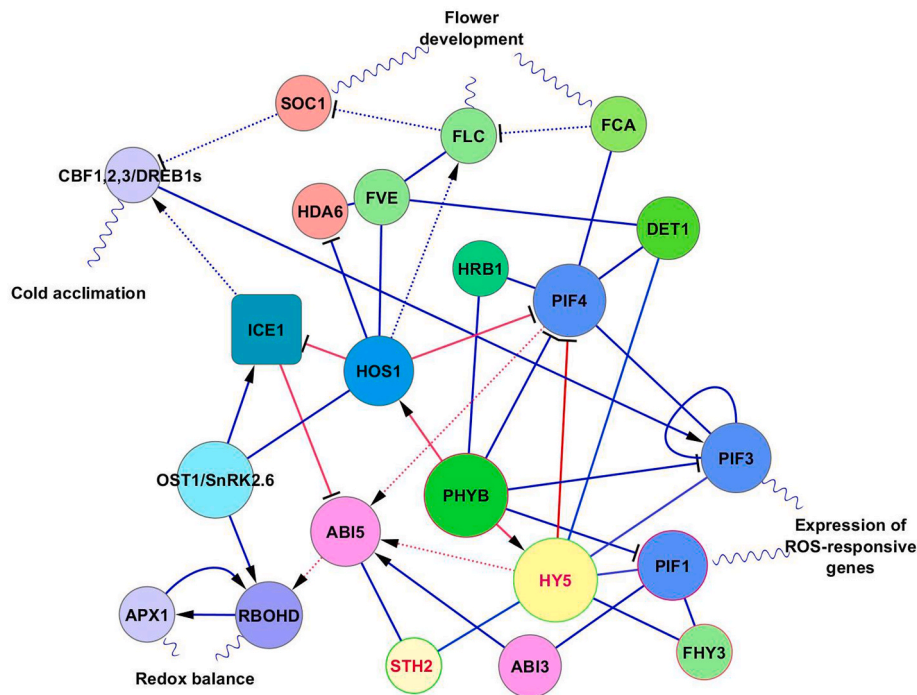 Flower
development
SOC1
FLC
FCA
CBF1,2,3/DREB1s
HDA6
FVE
DET1
HRB1
Cold acclimation
PIF4
ICE1
HOS1
PIF3
OST1/SnRK2.6
PHYB
ABI5
Expression of
ROS-responsive
genes
PIF1
HY5
APX1
RBOHD
FHY3
STH2
ABI3
Redox balance